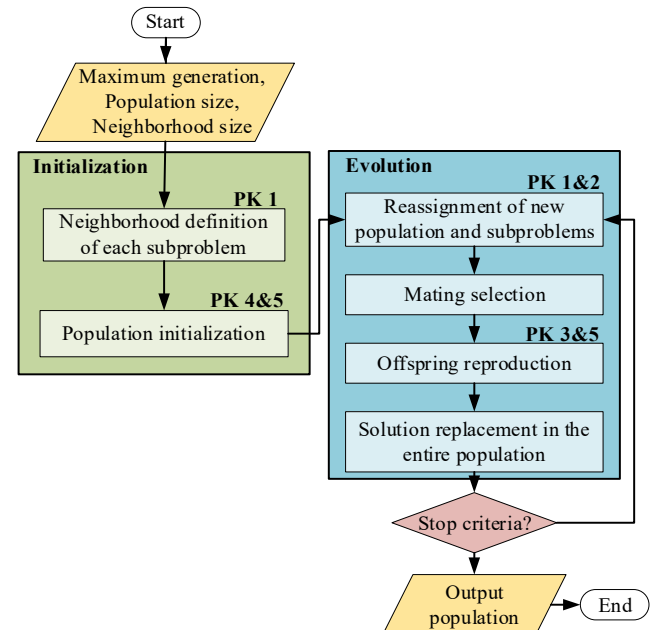 Start
Maximum generation,
Population size,
Neighborhood size
Initialization
PK 1
Neighborhood definition
of each subproblem
PK 4&5
Population initialization
Evolution
PK 1&2
Reassignment of new
population and subproblems
Mating selection
PK 3&5
Offspring reproduction
Solution replacement in the
entire population
Stop criteria?
Output
population
End